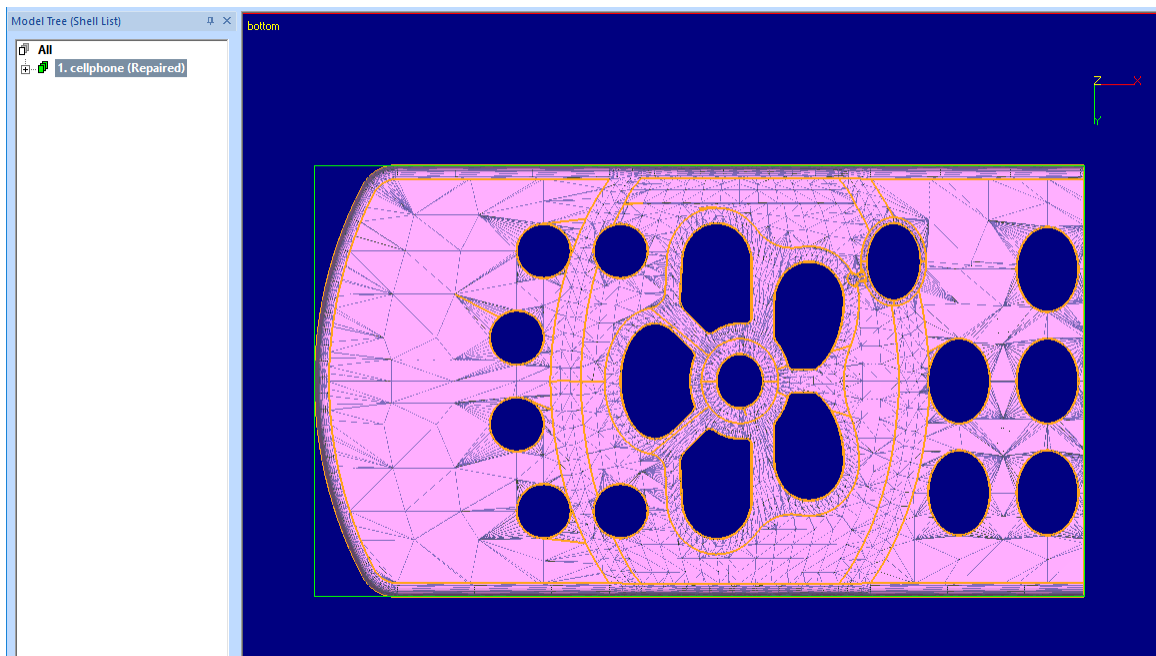 Model Tree (Shell List)
All
1. cellphone (Repaired)
bottom
Z
X
Y